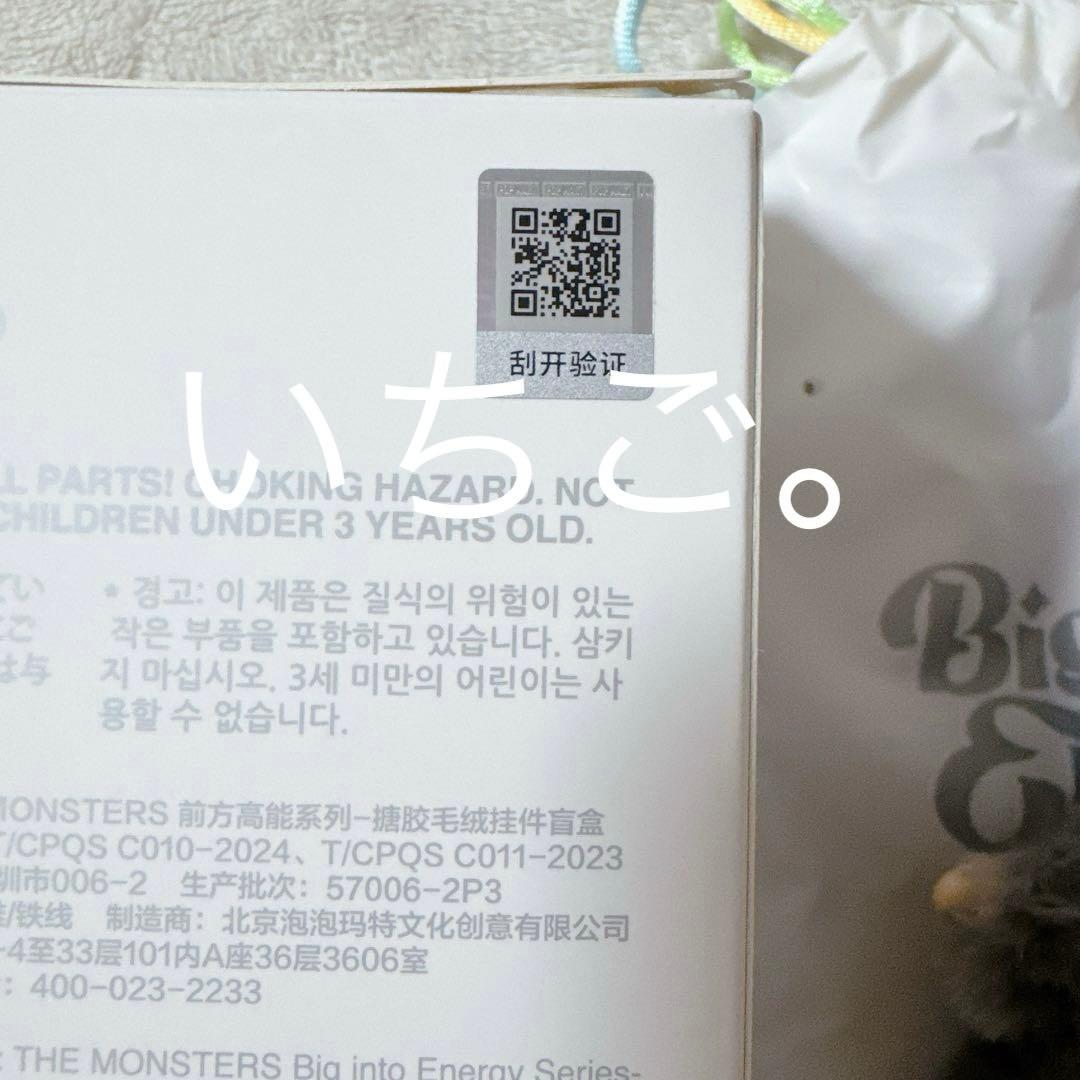 刮开验证
いちご。
LL PARTS! CHOKING HAZARD. NOT
CHILDREN UNDER 3 YEARS OLD.
* 경고: 이 제품은 질식의 위험이 있는
작은 부품을 포함하고 있습니다. 삼키
지 마십시오. 3세 미만의 어린이는 사
용할 수 없습니다.
てい
ご
は与
MONSTERS 前方高能系列-搪胶毛绒挂件盲盒
T/CPQS C010-2024、T/CPQS C011-2023
圳市006-2 生产批次: 57006-2P3
/铁线 制造商: 北京泡泡玛特文化创意有限公司
-4至33层101内A座36层3606室
: 400-023-2233
: THE MONSTERS Big into Energy Series-
Big
E